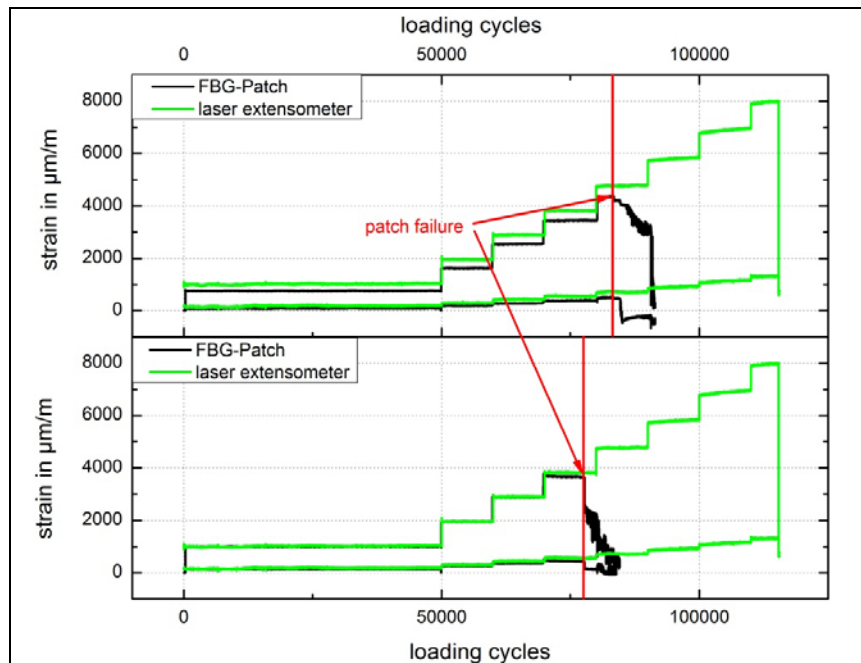 loading cycles
0 50000 100000
FBG-Patch
laser extensometer
8000
6000
4000
2000
0
strain in µm/m
patch failure
FBG-Patch
laser extensometer
8000
6000
4000
2000
0
strain in µm/m
0 50000 100000
loading cycles